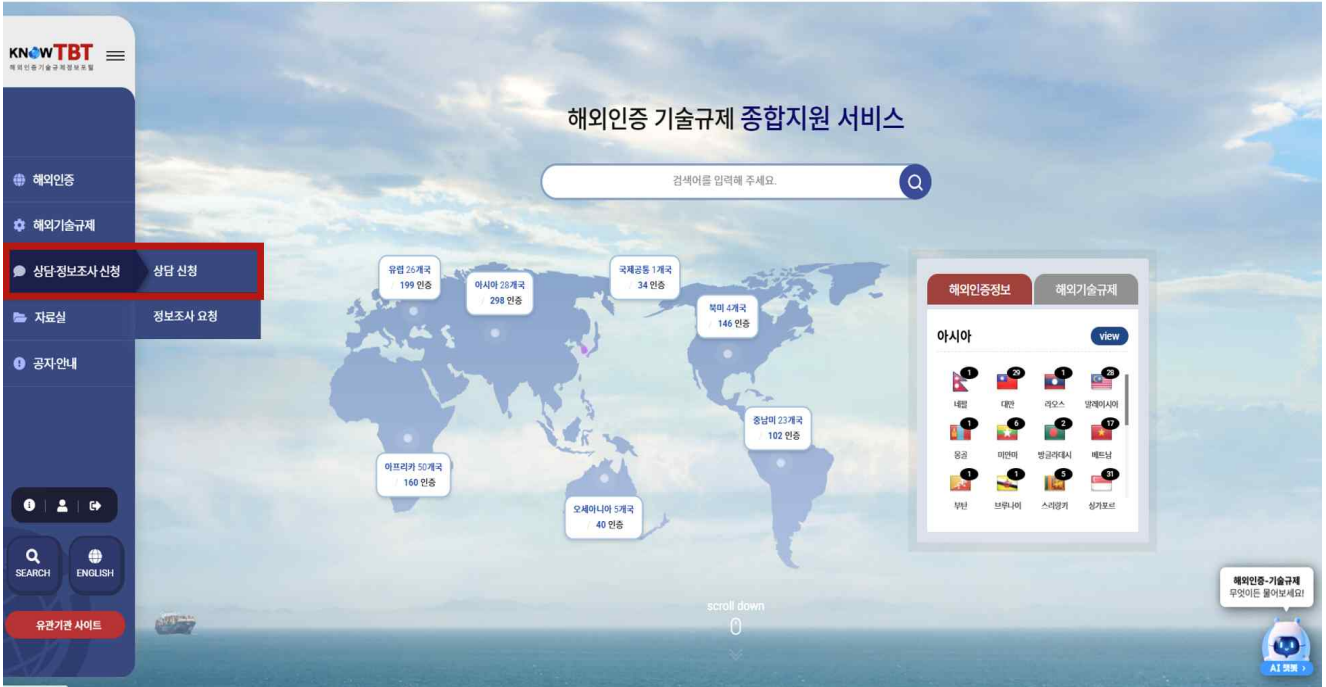 KNOWTBT
해외인증기술규제정보포털
해외인증
해외기술규제
상담·정보조사·신청
상담 신청
자료실
정보조사 요청
공지·안내
SEARCH
ENGLISH
유관기관 사이트
해외인증 기술규제 종합지원 서비스
검색어를 입력해 주세요.
유럽 26개국
/ 199 인증
아시아 28개국
/ 298 인증
국제공통 1개국
/ 34 인증
북미 4개국
/ 146 인증
중남미 23개국
/ 102 인증
아프리카 50개국
/ 160 인증
오세아니아 5개국
/ 40 인증
scroll down
해외인증정보 해외기술규제
아시아 view
1 29 1 28
네팔 대만 라오스 말레이시아
1 6 2 17
몽골 미얀마 방글라데시 베트남
1 1 5 31
부탄 브루나이 스리랑카 싱가포르
해외인증-기술규제
무엇이든 물어보세요!
AI 챗봇 >